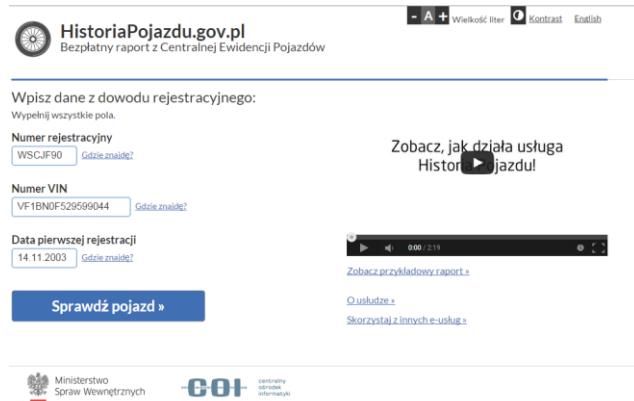 - A + Wielkość liter Kontrast English
HistoriaPojazdu.gov.pl
Bezpłatny raport z Centralnej Ewidencji Pojazdów
Wpisz dane z dowodu rejestracyjnego:
Wypełnij wszystkie pola.
Numer rejestracyjny
WSCJF90 Gdzie znajdę?
Numer VIN
VF1BN0F529599044 Gdzie znajdę?
Data pierwszej rejestracji
14.11.2003 Gdzie znajdę?
Sprawdź pojazd »
Zobacz, jak działa usługa
Historia Pojazdu!
0:00 / 2:19
Zobacz przykładowy raport »
O usłudze »
Skorzystaj z innych e-usług »
Ministerstwo
Spraw Wewnętrznych
COI
centralny
ośrodek
informatyki